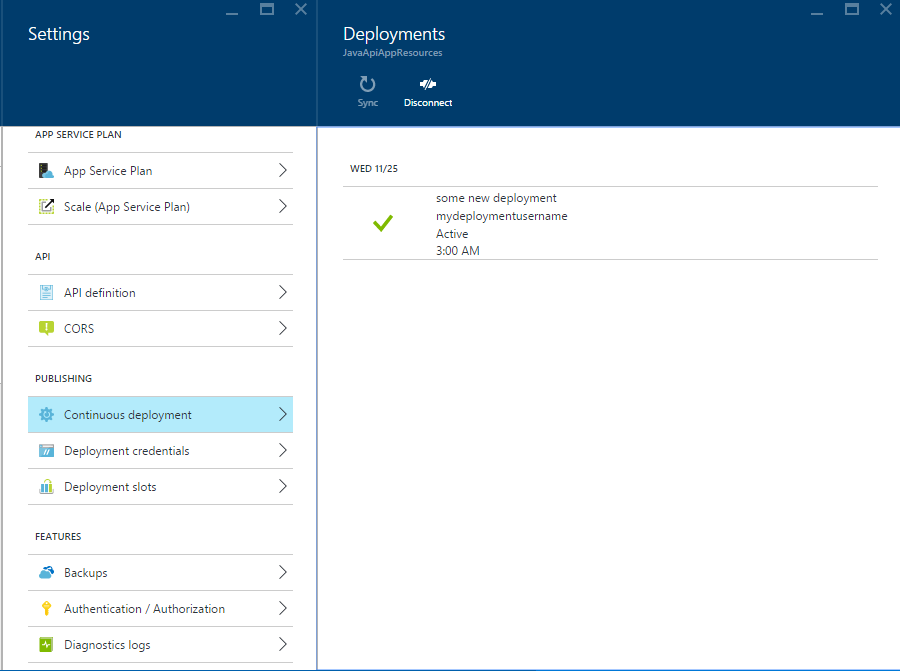 Settings
APP SERVICE PLAN
App Service Plan
Scale (App Service Plan)
API
API definition
CORS
PUBLISHING
Continuous deployment
Deployment credentials
Deployment slots
FEATURES
Backups
Authentication / Authorization
Diagnostics logs
Deployments
JavaApiAppResources
Sync
Disconnect
WED 11/25
some new deployment
mydeploymentusername
Active
3:00 AM